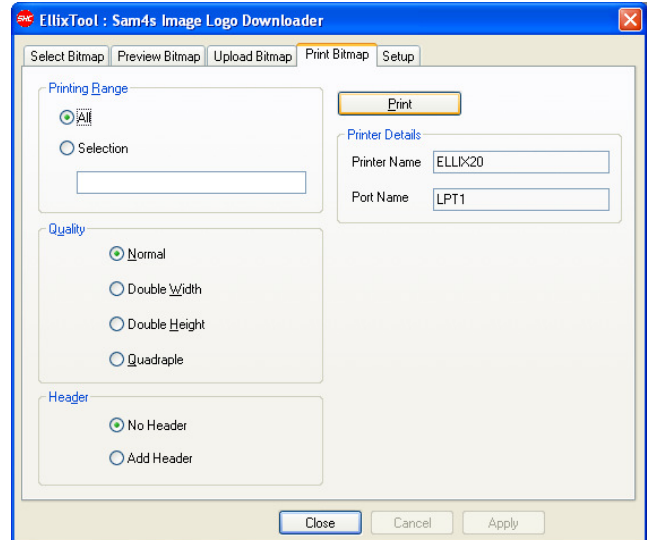 SMC EllixTool : Sam4s Image Logo Downloader
Select Bitmap Preview Bitmap Upload Bitmap Print Bitmap Setup
Printing Range
All
Selection
Print
Printer Details
Printer Name ELLIX20
Port Name LPT1
Quality
Normal
Double Width
Double Height
Quadraple
Header
No Header
Add Header
Close Cancel Apply